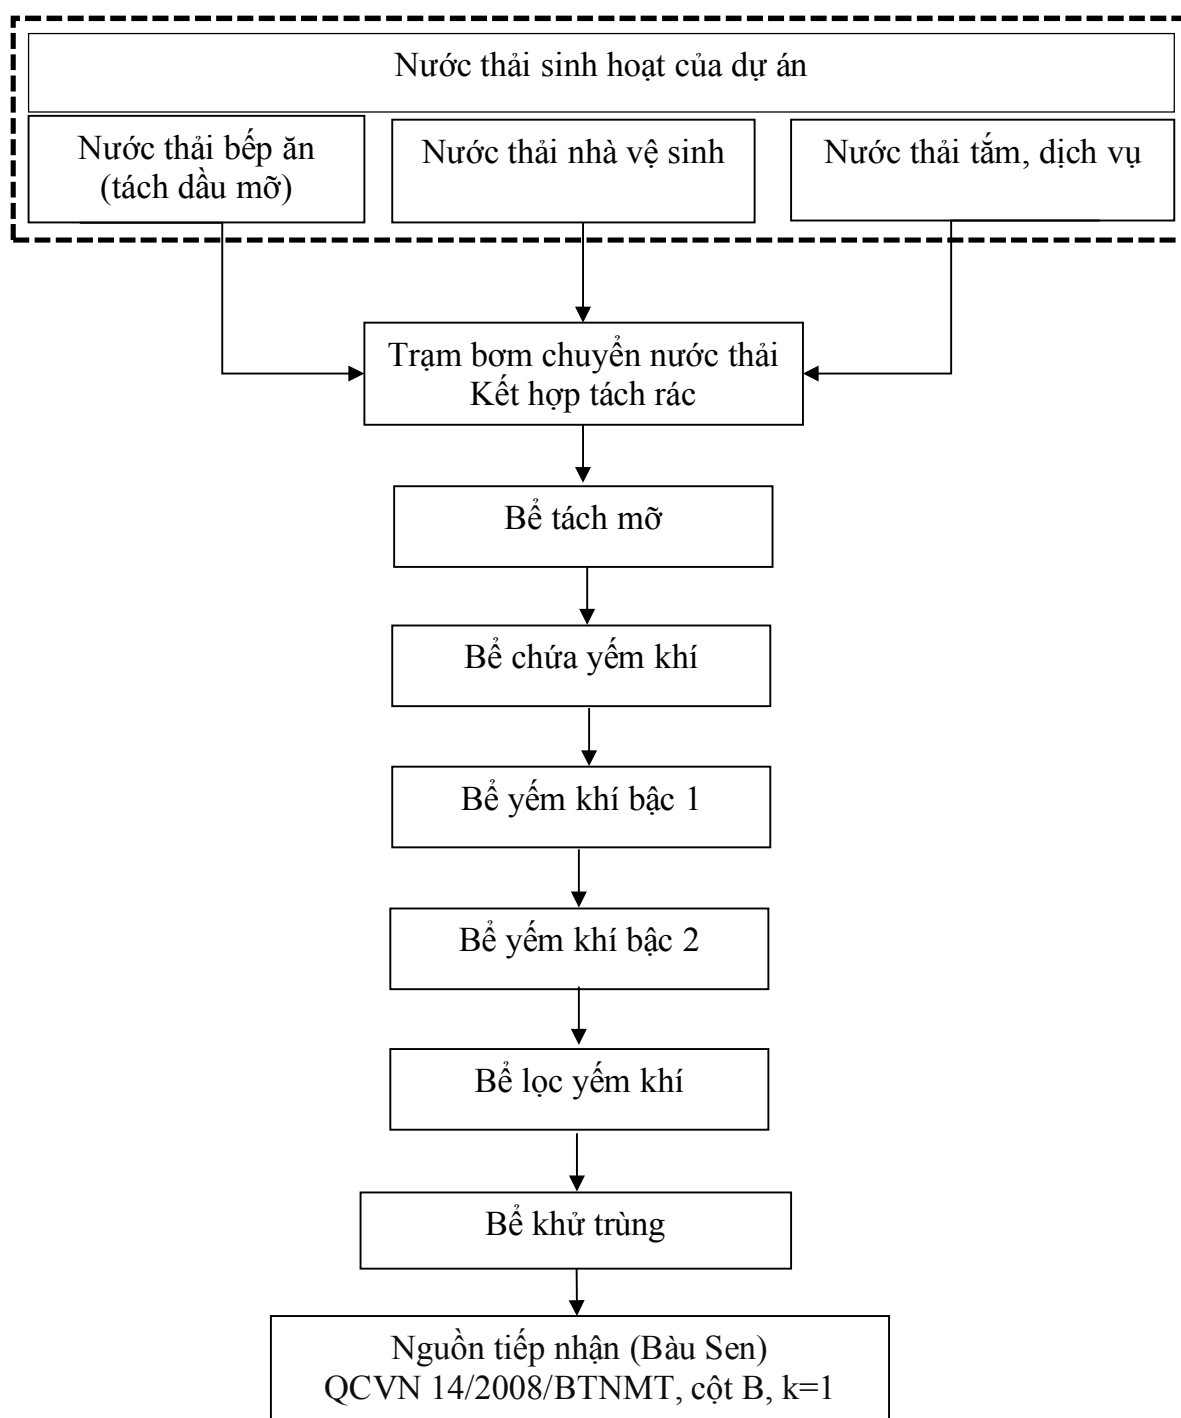 Nước thải sinh hoạt của dự án
Nước thải bếp ăn
(tách dầu mỡ)
Nước thải nhà vệ sinh
Nước thải tắm, dịch vụ
Trạm bơm chuyển nước thải
Kết hợp tách rác
Bể tách mỡ
Bể chứa yếm khí
Bể yếm khí bậc 1
Bể yếm khí bậc 2
Bể lọc yếm khí
Bể khử trùng
Nguồn tiếp nhận (Bàu Sen)
QCVN 14/2008/BTNMT, cột B, k=1